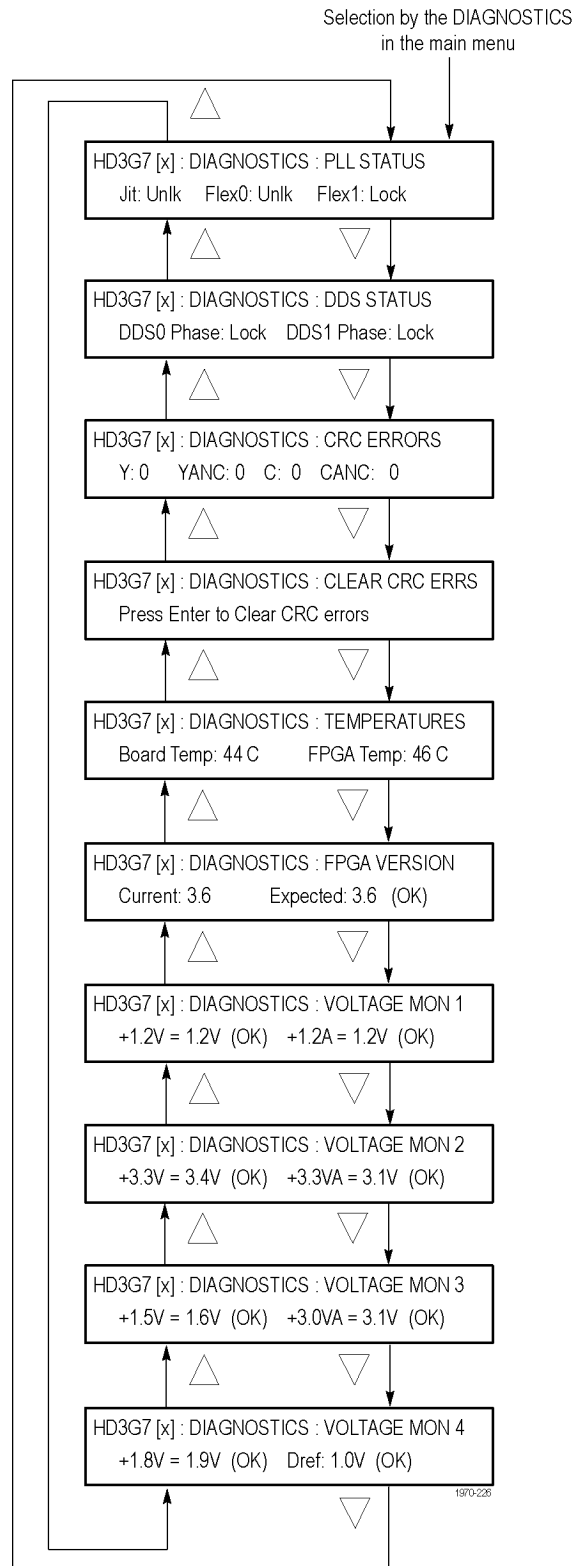 Selection by the DIAGNOSTICS
in the main menu
HD3G7 [x] : DIAGNOSTICS : PLL STATUS
Jit: Unlk Flex0: Unlk Flex1: Lock
HD3G7 [x] : DIAGNOSTICS : DDS STATUS
DDS0 Phase: Lock DDS1 Phase: Lock
HD3G7 [x] : DIAGNOSTICS : CRC ERRORS
Y: 0 YANC: 0 C: 0 CANC: 0
HD3G7 [x] : DIAGNOSTICS : CLEAR CRC ERRS
Press Enter to Clear CRC errors
HD3G7 [x] : DIAGNOSTICS : TEMPERATURES
Board Temp: 44 C FPGA Temp: 46 C
HD3G7 [x] : DIAGNOSTICS : FPGA VERSION
Current: 3.6 Expected: 3.6 (OK)
HD3G7 [x] : DIAGNOSTICS : VOLTAGE MON 1
+1.2V = 1.2V (OK) +1.2A = 1.2V (OK)
HD3G7 [x] : DIAGNOSTICS : VOLTAGE MON 2
+3.3V = 3.4V (OK) +3.3VA = 3.1V (OK)
HD3G7 [x] : DIAGNOSTICS : VOLTAGE MON 3
+1.5V = 1.6V (OK) +3.0VA = 3.1V (OK)
HD3G7 [x] : DIAGNOSTICS : VOLTAGE MON 4
+1.8V = 1.9V (OK) Dref: 1.0V (OK)
1970-226